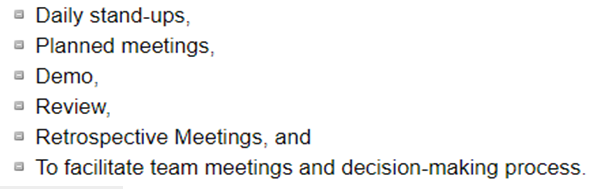 Daily stand-ups,
Planned meetings,
Demo,
Review,
Retrospective Meetings, and
To facilitate team meetings and decision-making process.